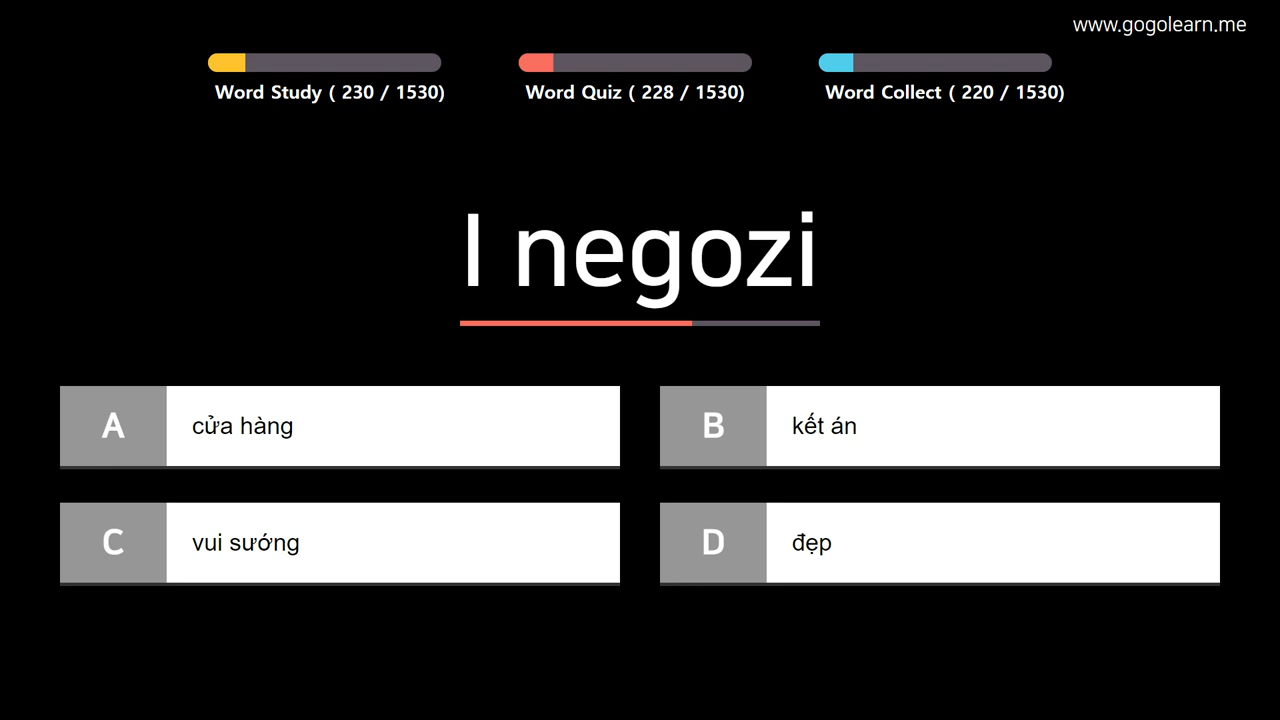 www.gogolearn.me
Word Study ( 230 / 1530)
Word Quiz ( 228 / 1530)
Word Collect ( 220 / 1530)
I negozi
A
cửa hàng
B
kết án
C
vui sướng
D
đẹp